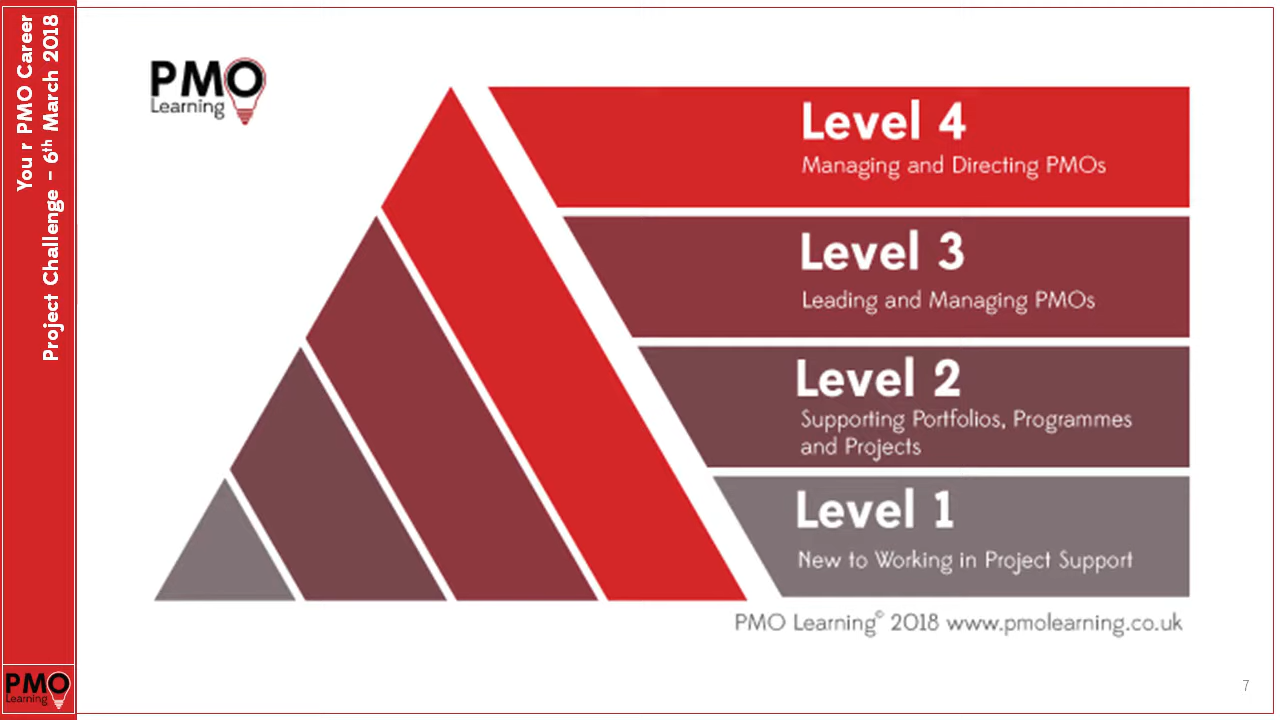 You r PMO Career
Project Challenge – 6th March 2018
PMO
Learning
Level 4
Managing and Directing PMOs
Level 3
Leading and Managing PMOs
Level 2
Supporting Portfolios, Programmes
and Projects
Level 1
New to Working in Project Support
PMO Learning© 2018 www.pmolearning.co.uk
PMO
Learning
7